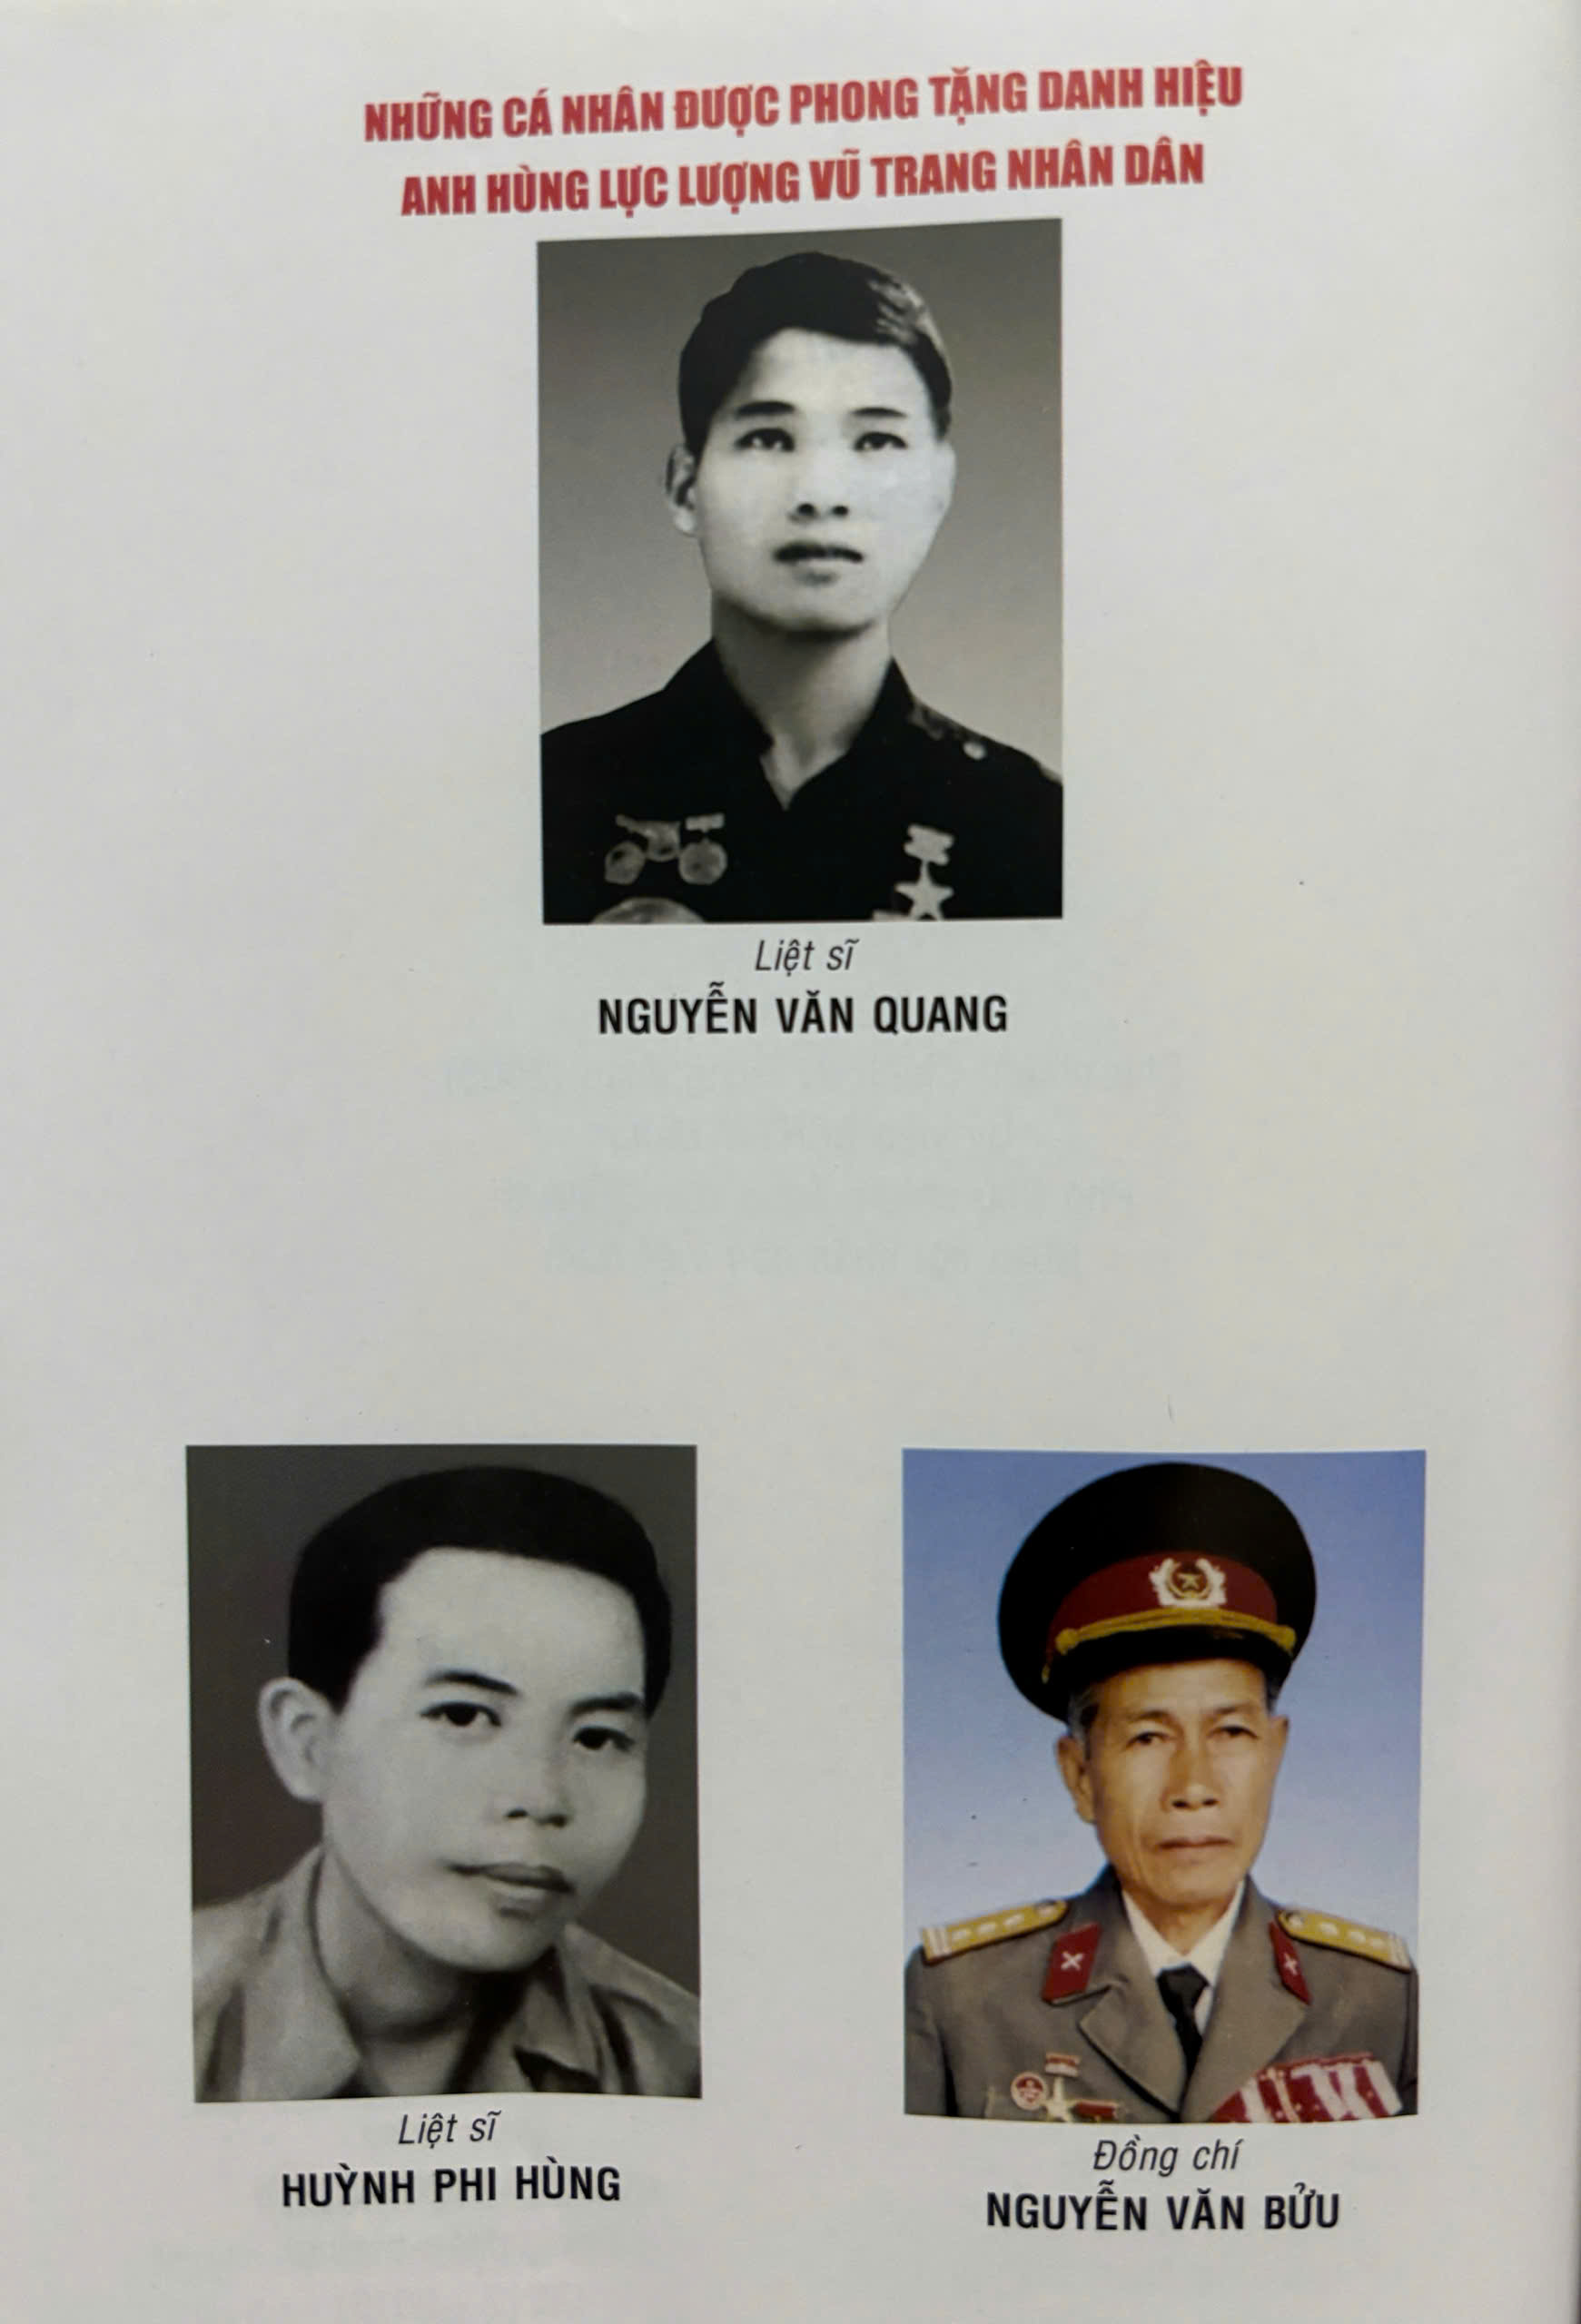 NHỮNG CÁ NHÂN ĐƯỢC PHONG TẶNG DANH HIỆU
ANH HÙNG LỰC LƯỢNG VŨ TRANG NHÂN DÂN
Liệt sĩ
NGUYỄN VĂN QUANG
Liệt sĩ
HUỲNH PHI HÙNG
Đồng chí
NGUYỄN VĂN BỬU